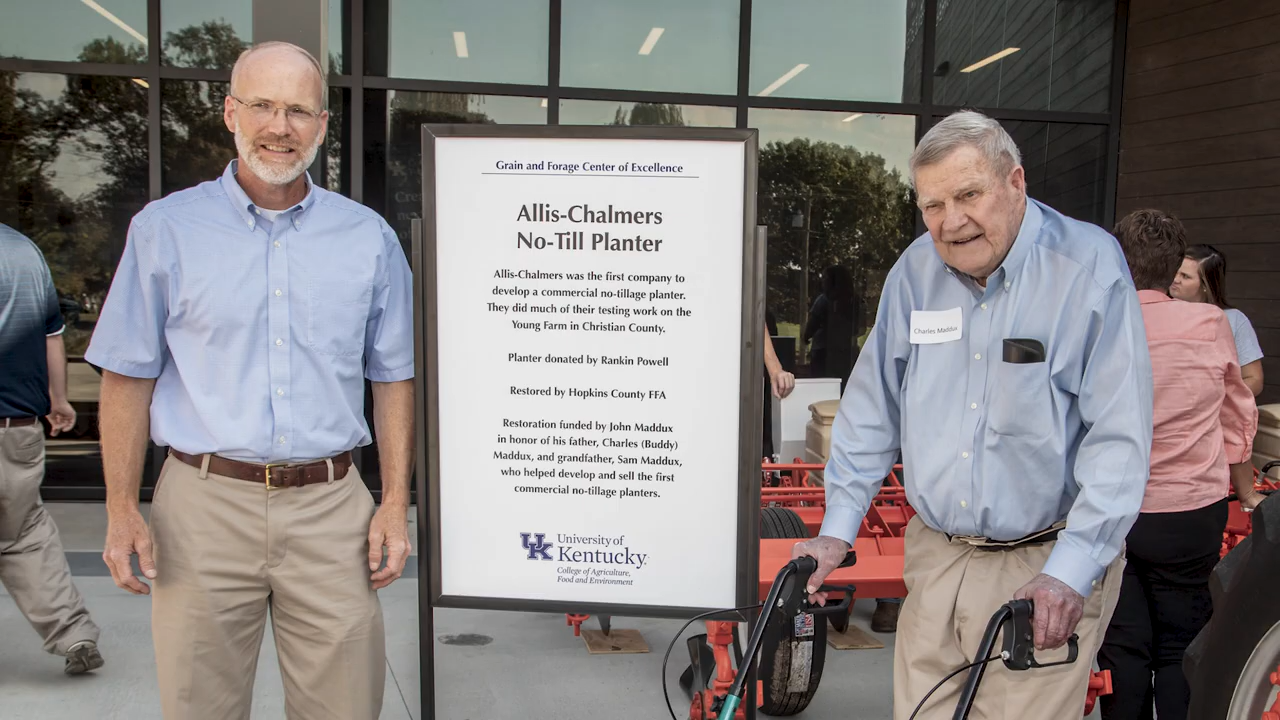 Grain and Forage Center of Excellence
Allis-Chalmers
No-Till Planter
Allis-Chalmers was the first company to
develop a commercial no-tillage planter.
They did much of their testing work on the
Young Farm in Christian County.
Planter donated by Rankin Powell
Restored by Hopkins County FFA
Restoration funded by John Maddux
in honor of his father, Charles (Buddy)
Maddux, and grandfather, Sam Maddux,
who helped develop and sell the first
commercial no-tillage planters.
UK University of
Kentucky
College of Agriculture,
Food and Environment
Charles Maddux